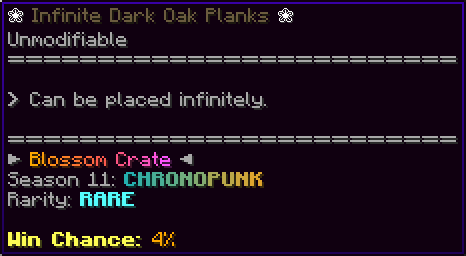 ❀ Infinite Dark Oak Planks ❀
Unmodifiable
==============================
> Can be placed infinitely.
==============================
► Blossom Crate ◄
Season 11: CHRONOPUNK
Rarity: RARE
Win Chance: 4%